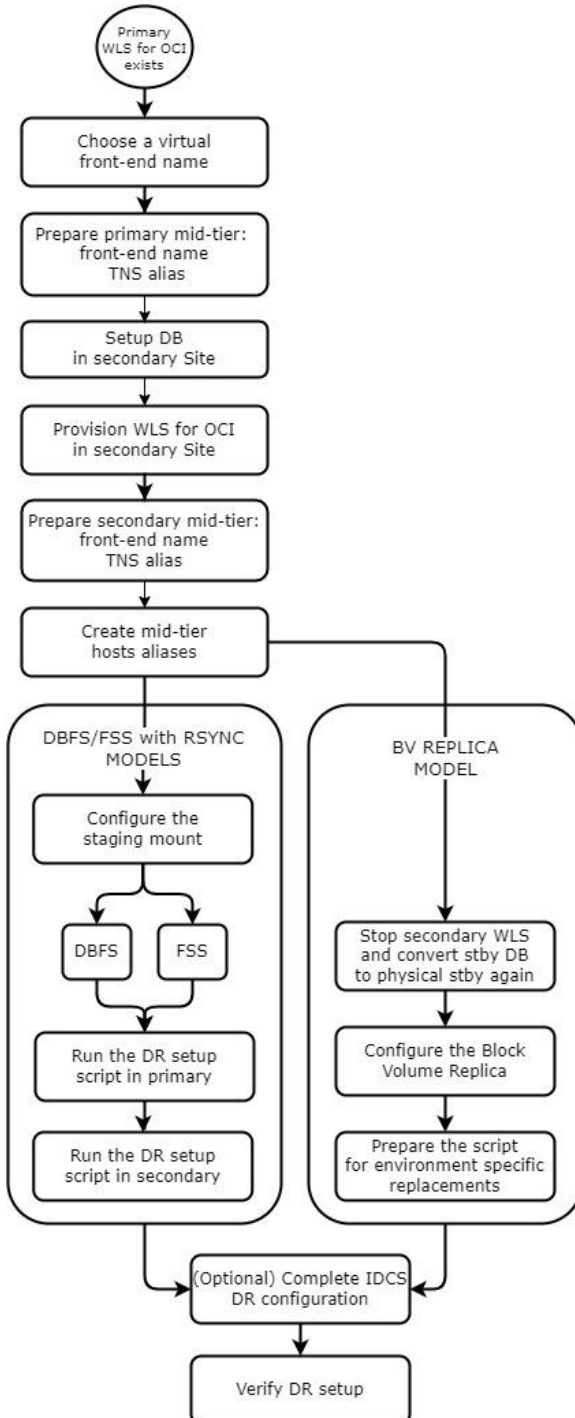 Primary
WLS for OCI
exists
Choose a virtual
front-end name
Prepare primary mid-tier:
front-end name
TNS alias
Setup DB
in secondary Site
Provision WLS for OCI
in secondary Site
Prepare secondary mid-tier:
front-end name
TNS alias
Create mid-tier
hosts aliases
DBFS/FSS with RSYNC
MODELS
Configure the
staging mount
DBFS
FSS
Run the DR setup
script in primary
Run the DR setup
script in secondary
BV REPLICA
MODEL
Stop secondary WLS
and convert stby DB
to physical stby again
Configure the Block
Volume Replica
Prepare the script
for environment specific
replacements
(Optional) Complete IDCS
DR configuration
Verify DR setup